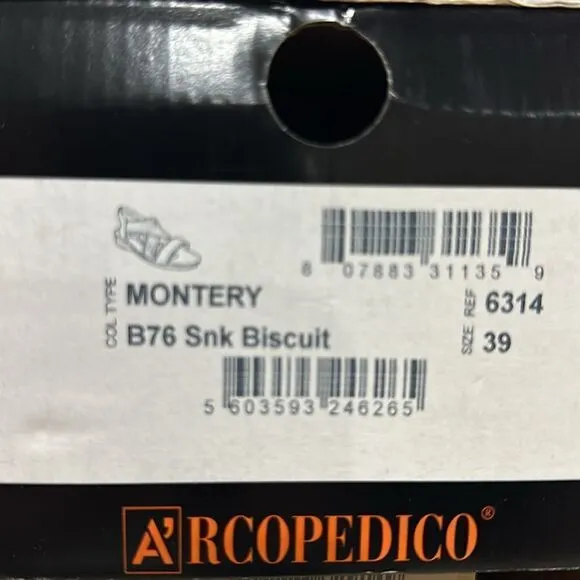 8 07883 31135 9
TYPE MONTERY REF 6314
COL B76 Snk Biscuit SIZE 39
5 603593 246265
A'RCOPEDICO®